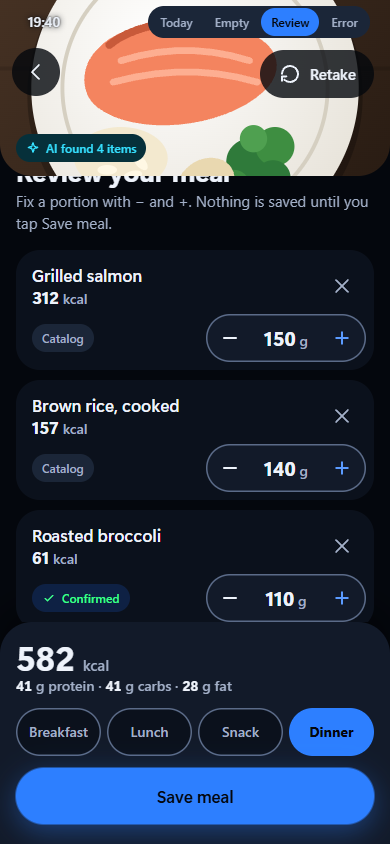 19:40
Today Empty Review Error
Retake
AI found 4 items
Review your meal
Fix a portion with − and +. Nothing is saved until you
tap Save meal.
Grilled salmon
312 kcal
Catalog
− 150 g +
Brown rice, cooked
157 kcal
Catalog
− 140 g +
Roasted broccoli
61 kcal
Confirmed
− 110 g +
582 kcal
41 g protein · 41 g carbs · 28 g fat
Breakfast Lunch Snack Dinner
Save meal